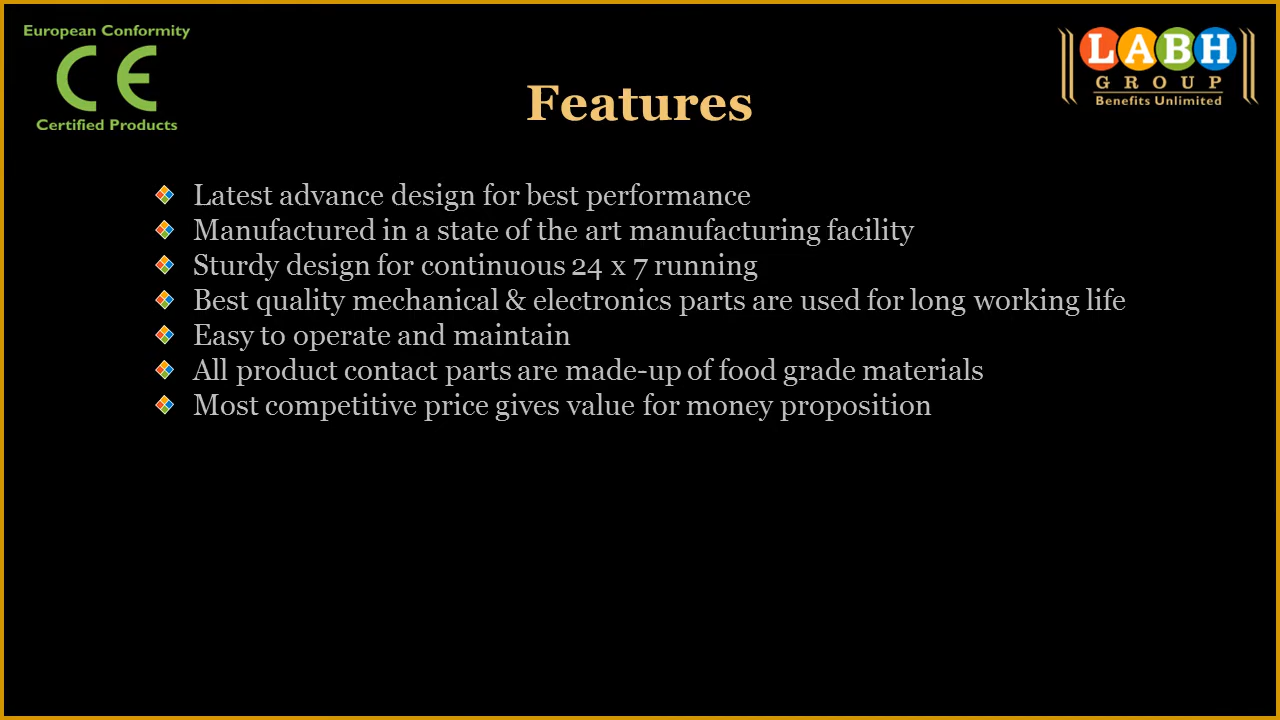 European Conformity
CE
Certified Products
LABH
GROUP
Benefits Unlimited
Features
Latest advance design for best performance
Manufactured in a state of the art manufacturing facility
Sturdy design for continuous 24 x 7 running
Best quality mechanical & electronics parts are used for long working life
Easy to operate and maintain
All product contact parts are made-up of food grade materials
Most competitive price gives value for money proposition